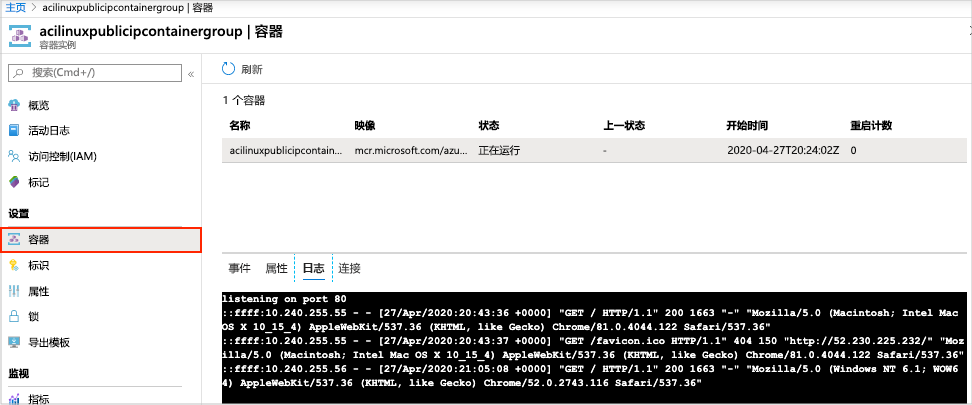 主页 > acilinuxpublicipcontainergroup | 容器
acilinuxpublicipcontainergroup | 容器
容器实例
搜索(Cmd+/)
«
刷新
概览
活动日志
访问控制(IAM)
标记
设置
容器
标识
属性
锁
导出模板
监视
指标
1 个容器
名称 映像 状态 上一状态 开始时间 重启计数
acilinuxpublicipcontain... mcr.microsoft.com/azu... 正在运行 - 2020-04-27T20:24:02Z 0
事件 属性 日志 连接
listening on port 80
::ffff:10.240.255.55 - - [27/Apr/2020:20:43:36 +0000] "GET / HTTP/1.1" 200 1663 "-" "Mozilla/5.0 (Macintosh; Intel Mac
OS X 10_15_4) AppleWebKit/537.36 (KHTML, like Gecko) Chrome/81.0.4044.122 Safari/537.36"
::ffff:10.240.255.55 - - [27/Apr/2020:20:43:37 +0000] "GET /favicon.ico HTTP/1.1" 404 150 "http://52.230.225.232/" "Moz
illa/5.0 (Macintosh; Intel Mac OS X 10_15_4) AppleWebKit/537.36 (KHTML, like Gecko) Chrome/81.0.4044.122 Safari/537.36"
::ffff:10.240.255.56 - - [27/Apr/2020:21:05:08 +0000] "GET / HTTP/1.1" 200 1663 "-" "Mozilla/5.0 (Windows NT 6.1; WOW6
4) AppleWebKit/537.36 (KHTML, like Gecko) Chrome/52.0.2743.116 Safari/537.36"